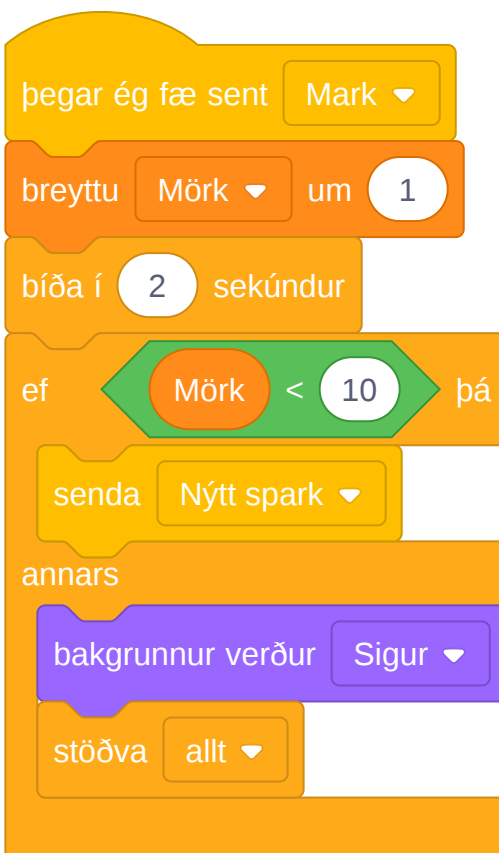 þegar ég fæ sent Mark
breyttu Mörk um 1
bíða í 2 sekúndur
ef Mörk < 10 þá
senda Nýtt spark
annars
bakgrunnur verður Sigur
stöðva allt